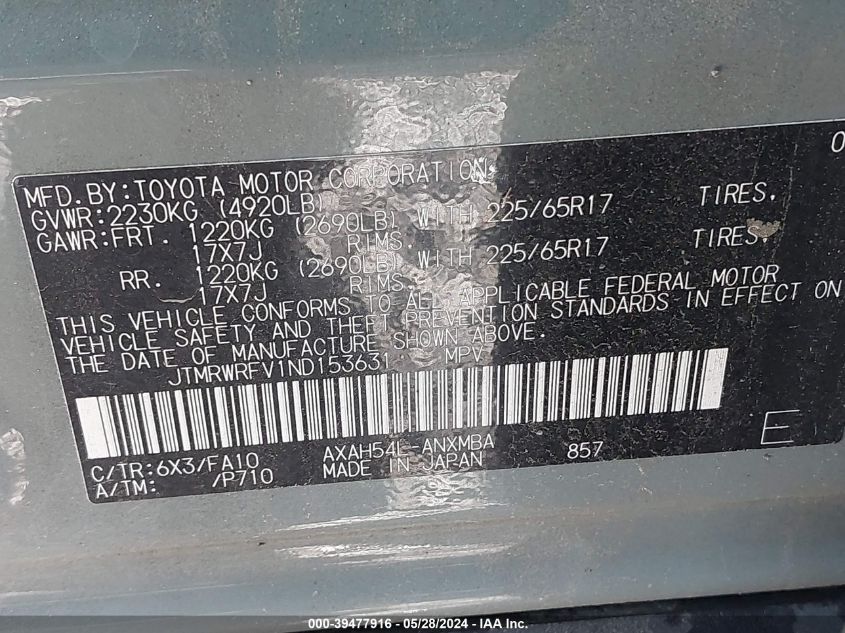 0
MFD.BY:TOYOTA MOTOR CORPORATION
GVWR:2230KG (4920LB)
GAWR:FRT. 1220KG (2690LB) WITH 225/65R17 TIRES,
17X7J RIMS,
RR. 1220KG (2690LB) WITH 225/65R17 TIRES,
17X7J RIMS.
THIS VEHICLE CONFORMS TO ALL APPLICABLE FEDERAL MOTOR
VEHICLE SAFETY AND THEFT PREVENTION STANDARDS IN EFFECT ON
THE DATE OF MANUFACTURE SHOWN ABOVE.
JTMRWRFV1ND153631 MPV
C/TR:6X3/FA10 AXAH54L-ANXMBA 857 E
A/TM: /P710 MADE IN JAPAN
000-39477916 - 05/28/2024 - IAA Inc.